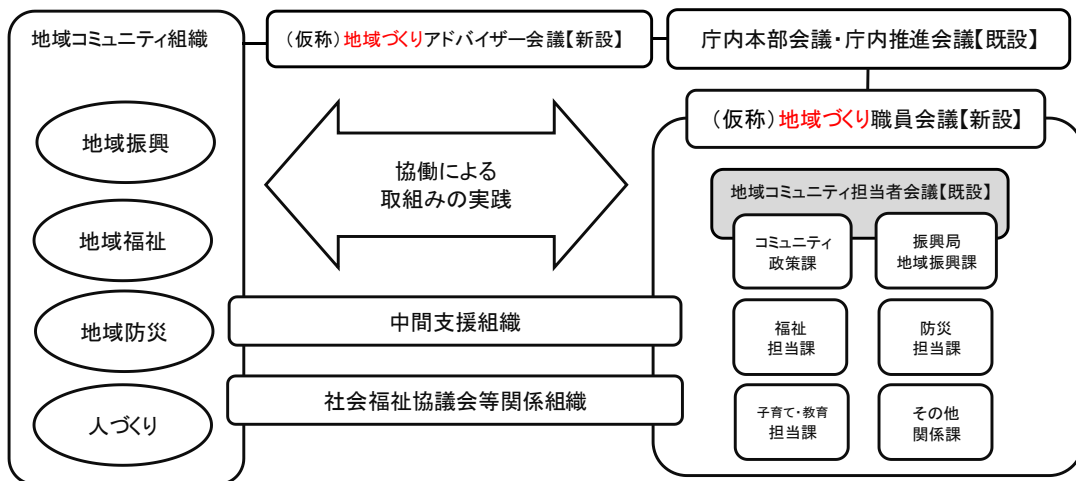 地域コミュニティ組織
(仮称)地域づくりアドバイザー会議【新設】
庁内本部会議・庁内推進会議【既設】
(仮称)地域づくり職員会議【新設】
地域振興
地域福祉
地域防災
人づくり
協働による
取組みの実践
中間支援組織
社会福祉協議会等関係組織
地域コミュニティ担当者会議【既設】
コミュニティ
政策課
振興局
地域振興課
福祉
担当課
防災
担当課
子育て・教育
担当課
その他
関係課